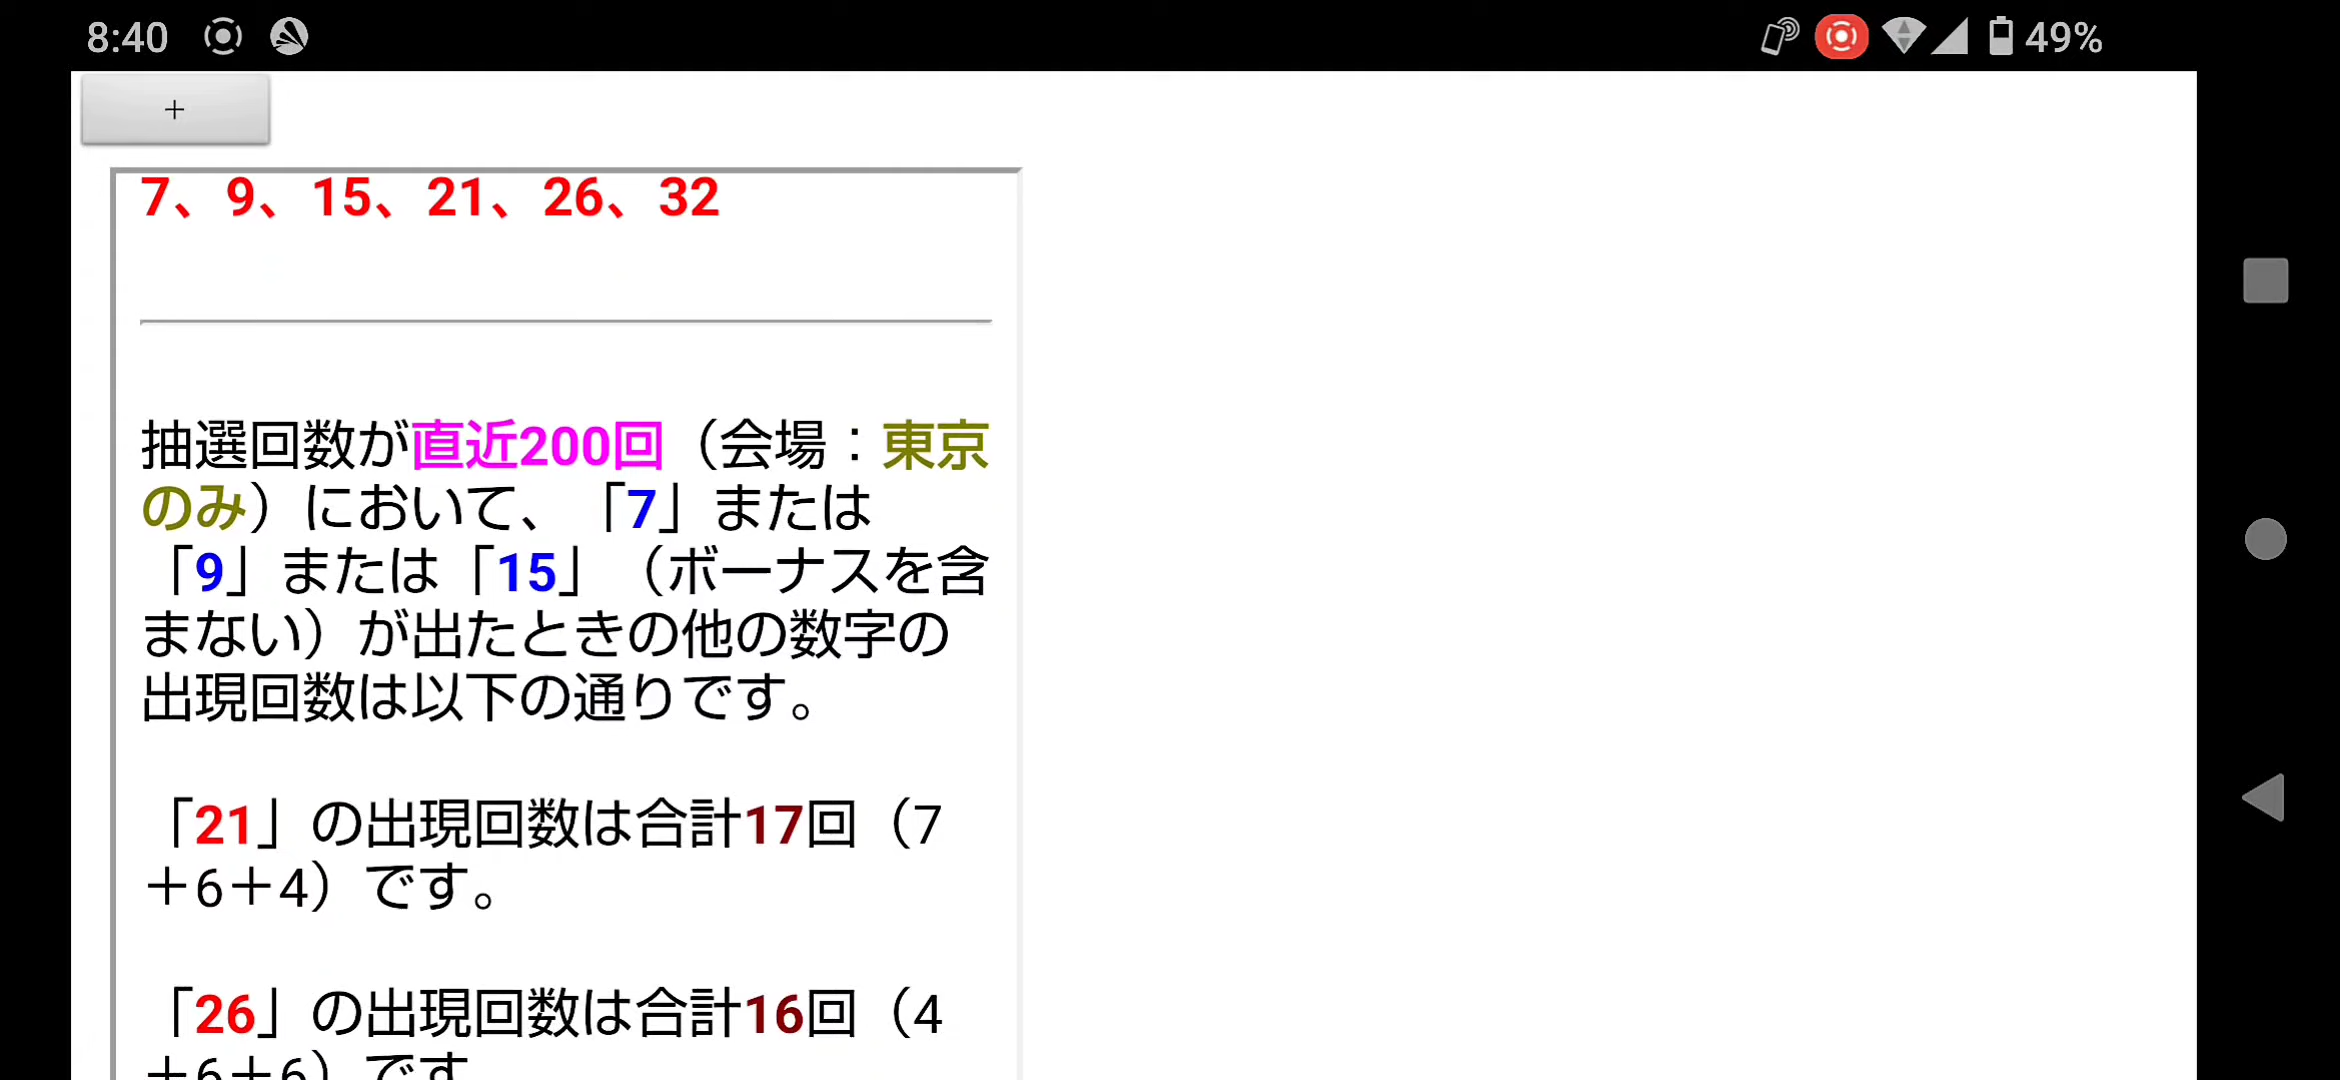 8:40
49%
+
7、9、15、21、26、32
抽選回数が直近200回（会場：東京
のみ）において、「7」または
「9」または「15」（ボーナスを含
まない）が出たときの他の数字の
出現回数は以下の通りです。
「21」の出現回数は合計17回（7
＋6＋4）です。
「26」の出現回数は合計16回（4
＋6＋6）です